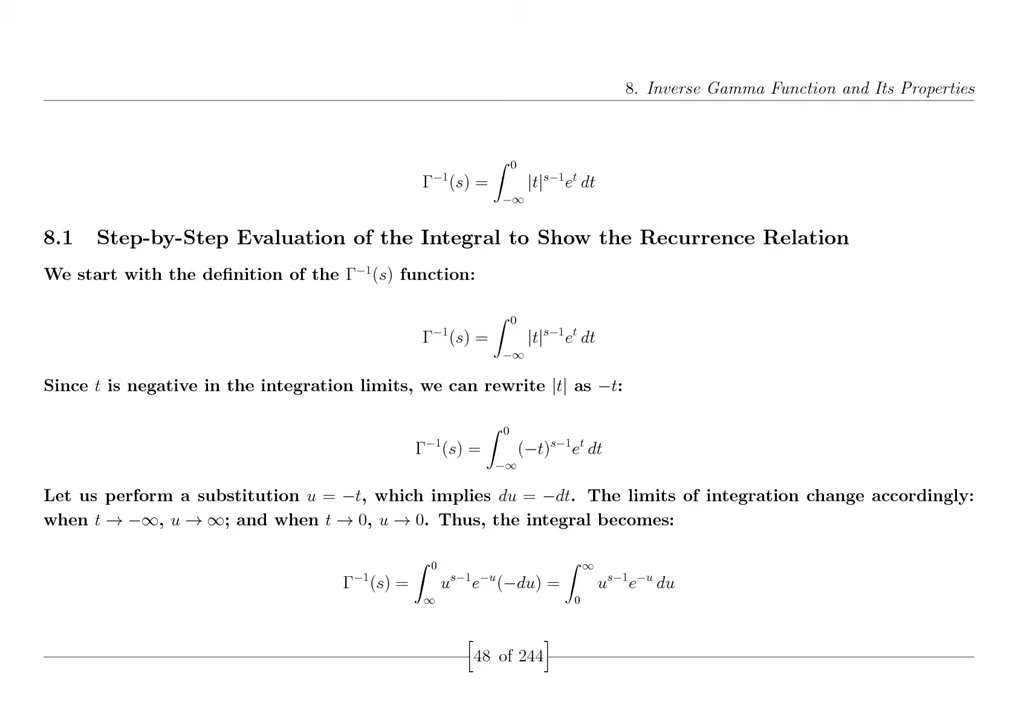 8. Inverse Gamma Function and Its Properties
Γ⁻¹(s) = ∫_{−∞}^{0} |t|^{s−1} e^{t} dt
8.1 Step-by-Step Evaluation of the Integral to Show the Recurrence Relation
We start with the definition of the Γ⁻¹(s) function:
Γ⁻¹(s) = ∫_{−∞}^{0} |t|^{s−1} e^{t} dt
Since t is negative in the integration limits, we can rewrite |t| as −t:
Γ⁻¹(s) = ∫_{−∞}^{0} (−t)^{s−1} e^{t} dt
Let us perform a substitution u = −t, which implies du = −dt. The limits of integration change accordingly:
when t → −∞, u → ∞; and when t → 0, u → 0. Thus, the integral becomes:
Γ⁻¹(s) = ∫_{∞}^{0} u^{s−1} e^{−u} (−du) = ∫_{0}^{∞} u^{s−1} e^{−u} du
[48 of 244]